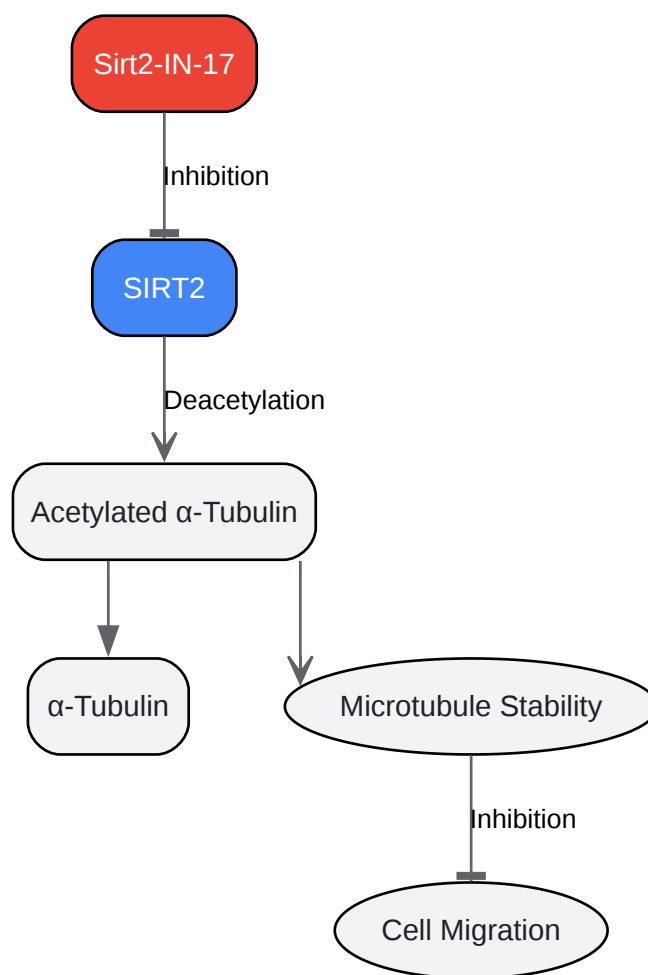 Sirt2-IN-17
Inhibition
SIRT2
Deacetylation
Acetylated α-Tubulin
α-Tubulin
Microtubule Stability
Inhibition
Cell Migration